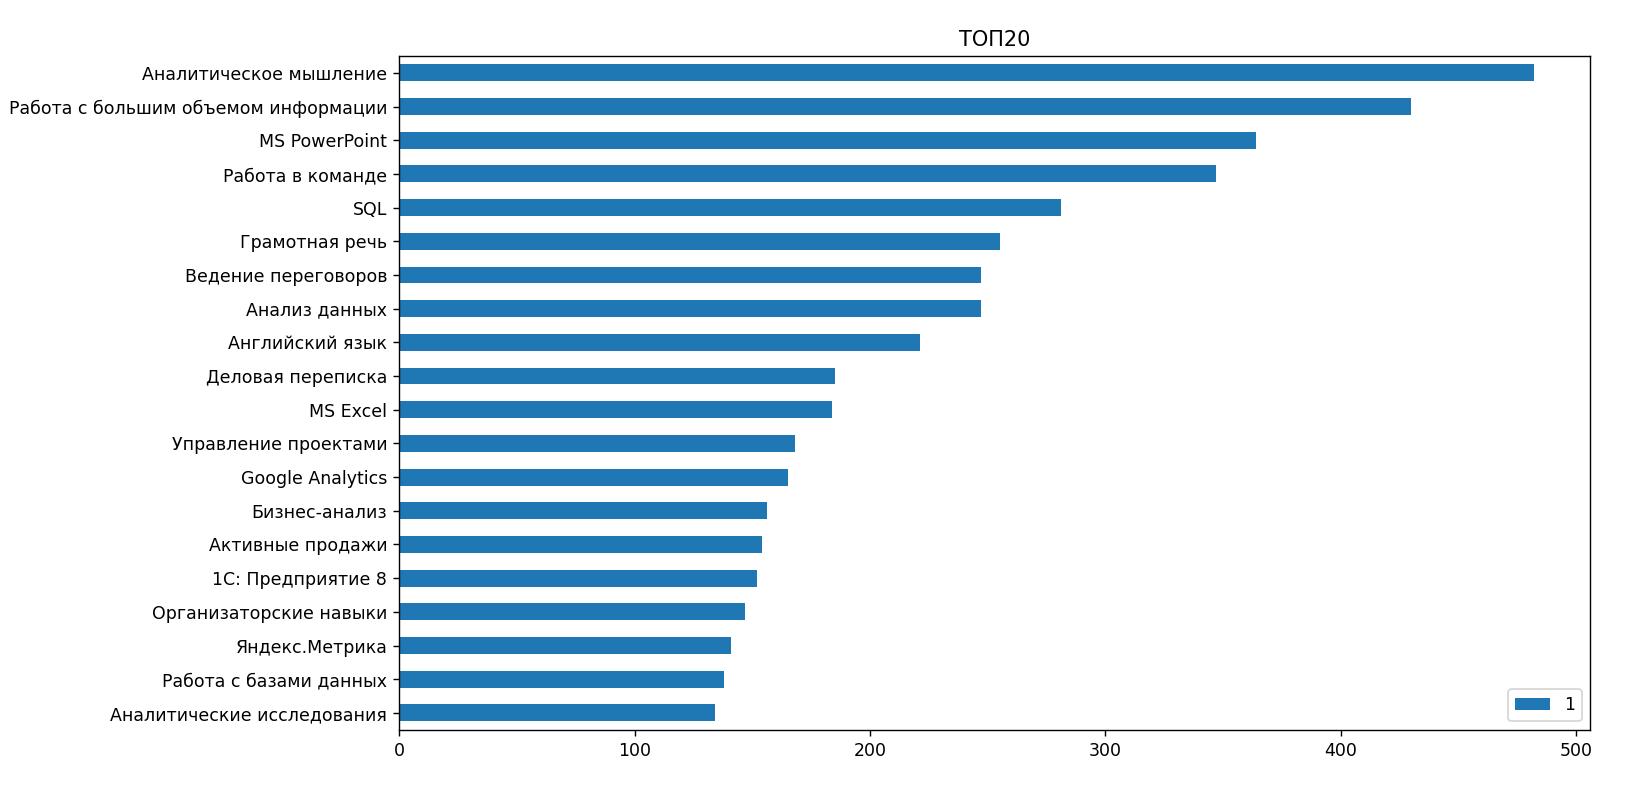 ТОП20
Аналитическое мышление
Работа с большим объемом информации
MS PowerPoint
Работа в команде
SQL
Грамотная речь
Ведение переговоров
Анализ данных
Английский язык
Деловая переписка
MS Excel
Управление проектами
Google Analytics
Бизнес-анализ
Активные продажи
1С: Предприятие 8
Организаторские навыки
Яндекс.Метрика
Работа с базами данных
Аналитические исследования
1
0 100 200 300 400 500